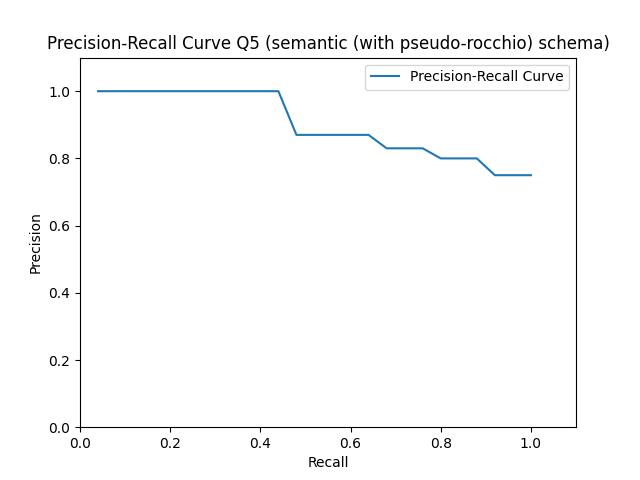 Precision-Recall Curve Q5 (semantic (with pseudo-rocchio) schema)
Precision-Recall Curve
1.0
0.8
0.6
0.4
0.2
0.0
Precision
0.0 0.2 0.4 0.6 0.8 1.0
Recall